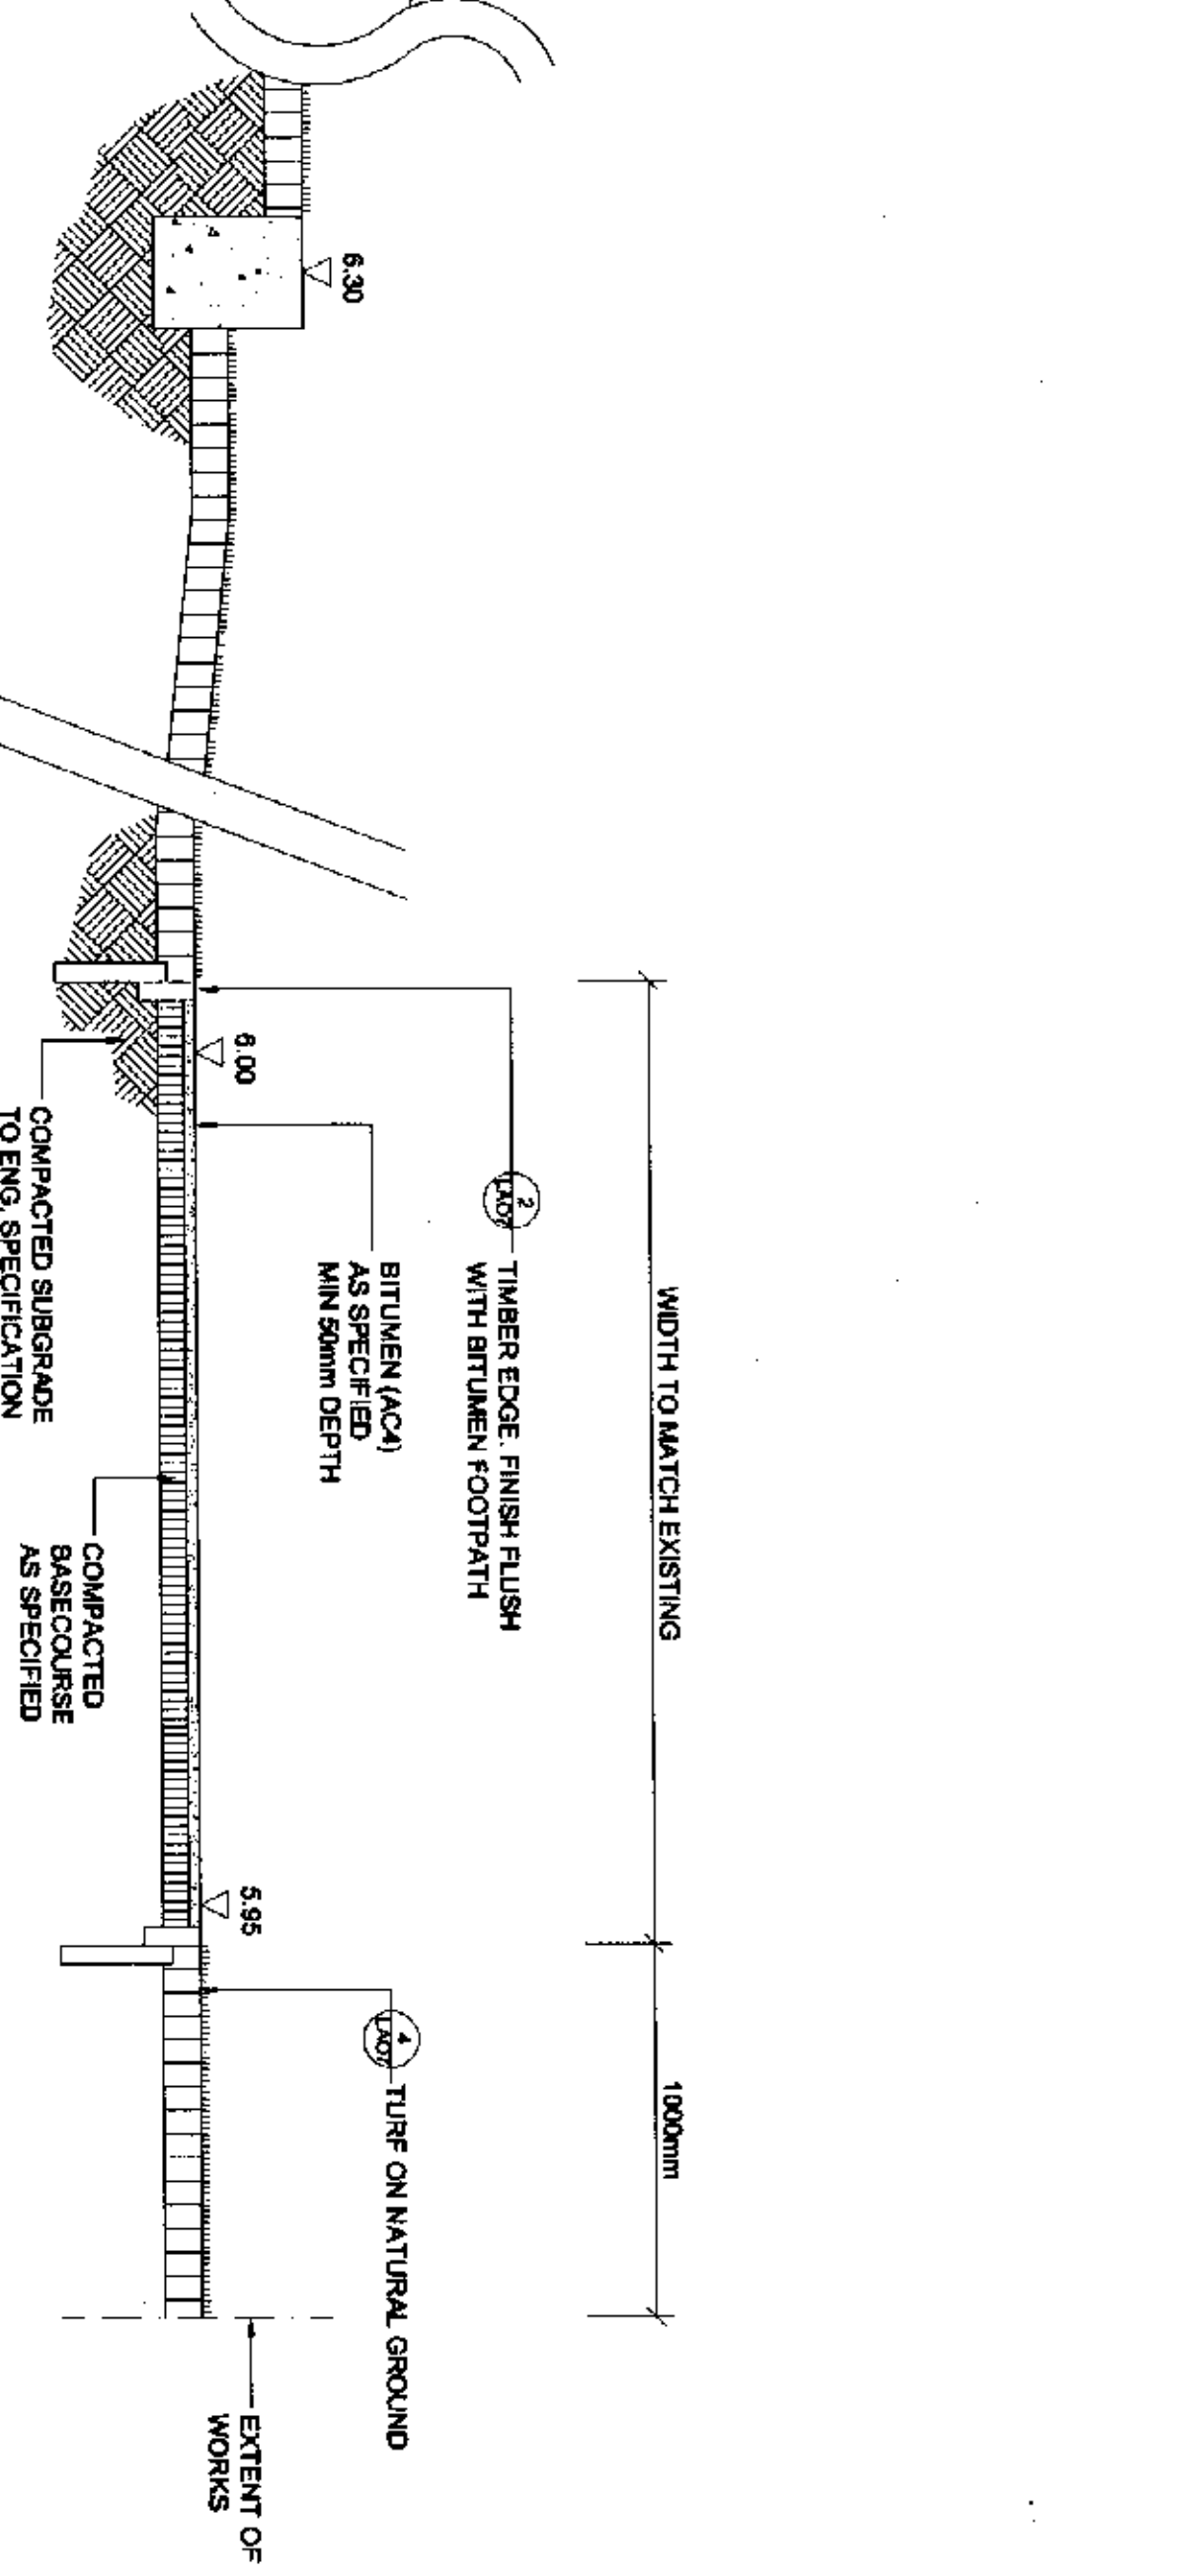 WIDTH TO MATCH EXISTING
1000mm
2
LA07
TIMBER EDGE. FINISH FLUSH
WITH BITUMEN FOOTPATH
BITUMEN (AC4)
AS SPECIFIED
MIN 50mm DEPTH
4
LA07
TURF ON NATURAL GROUND
6.30
6.00
5.95
EXTENT OF
WORKS
COMPACTED
BASECOURSE
AS SPECIFIED
COMPACTED SUBGRADE
TO ENG. SPECIFICATION